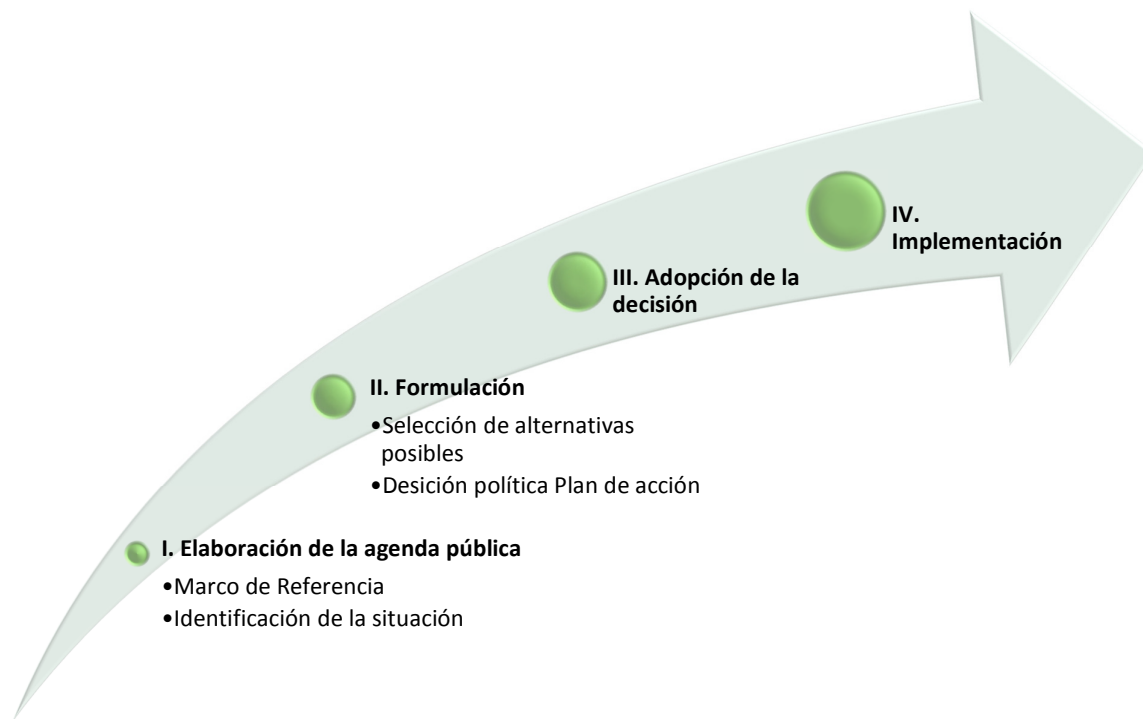 I. Elaboración de la agenda pública
•Marco de Referencia
•Identificación de la situación
II. Formulación
•Selección de alternativas
posibles
•Desición política Plan de acción
III. Adopción de la
decisión
IV.
Implementación